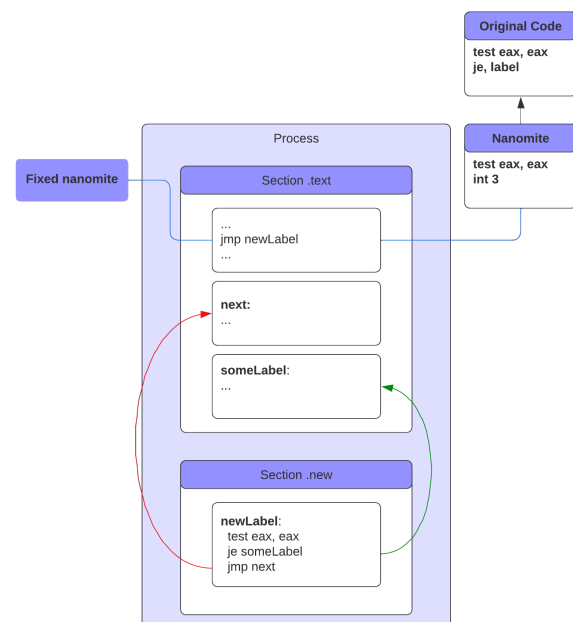 Original Code
test eax, eax
je, label
Nanomite
test eax, eax
int 3
Process
Fixed nanomite
Section .text
...
jmp newLabel
...
next:
...
someLabel:
...
Section .new
newLabel:
test eax, eax
je someLabel
jmp next